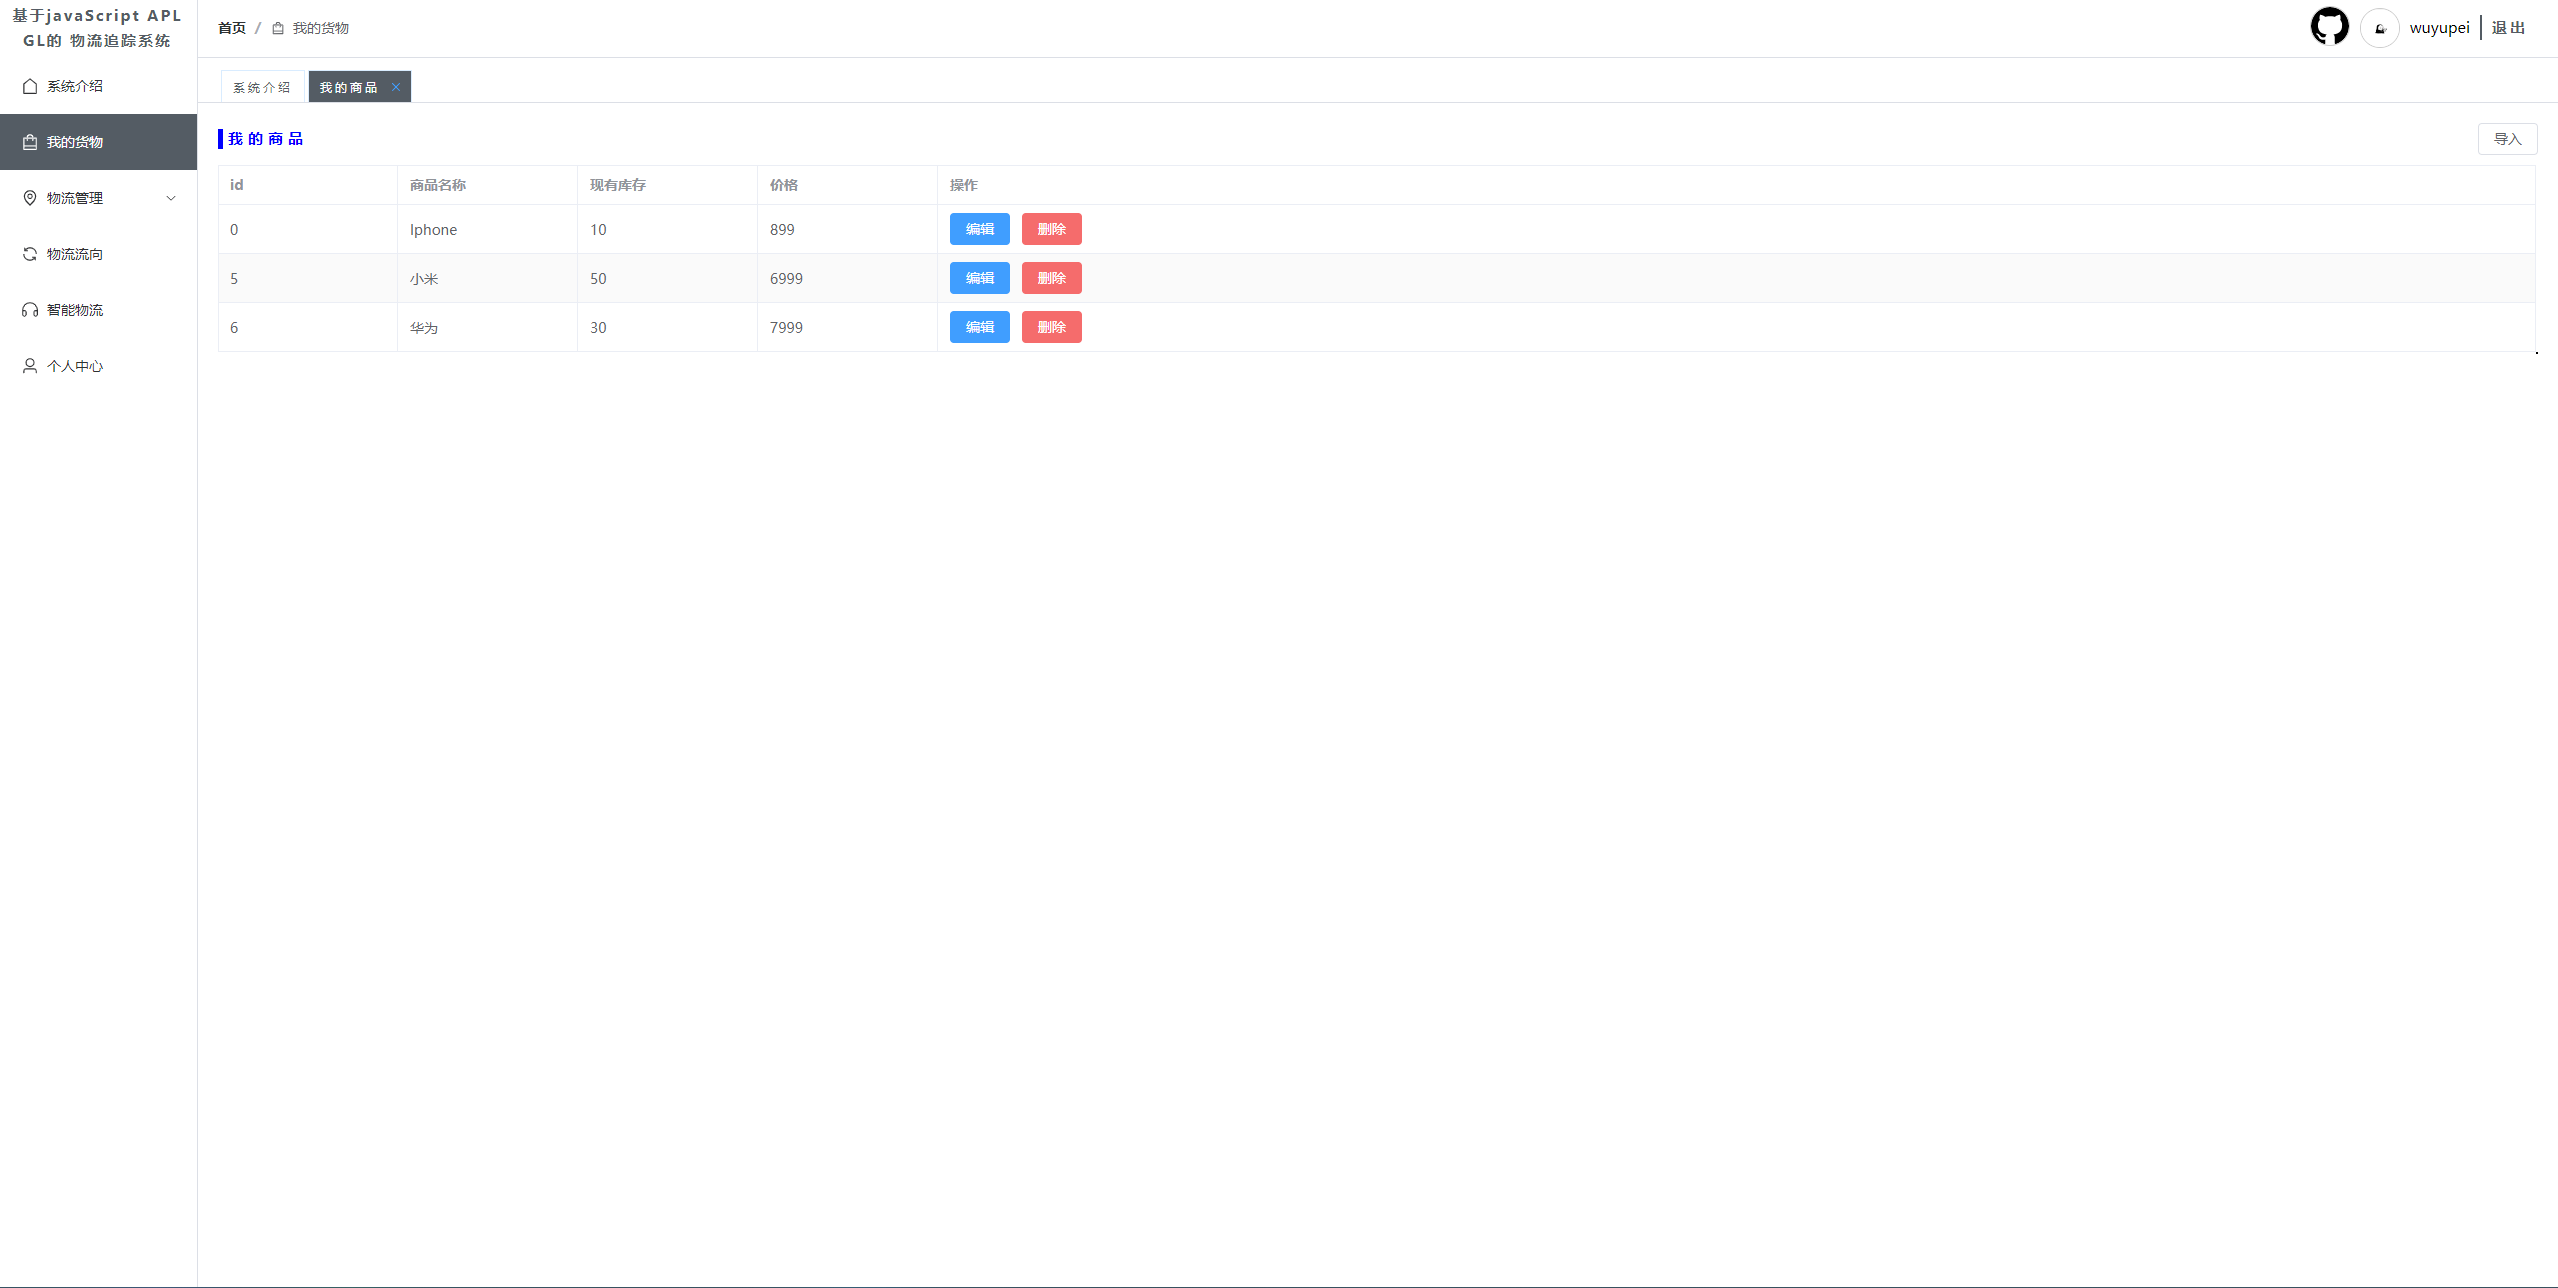 基于javaScript APL
GL的 物流追踪系统
系统介绍
我的货物
物流管理
物流流向
智能物流
个人中心
首页 / 我的货物
wuyupei 退出
系统介绍 我的商品
我的商品
导入
id 商品名称 现有库存 价格 操作
0 Iphone 10 899 编辑 删除
5 小米 50 6999 编辑 删除
6 华为 30 7999 编辑 删除